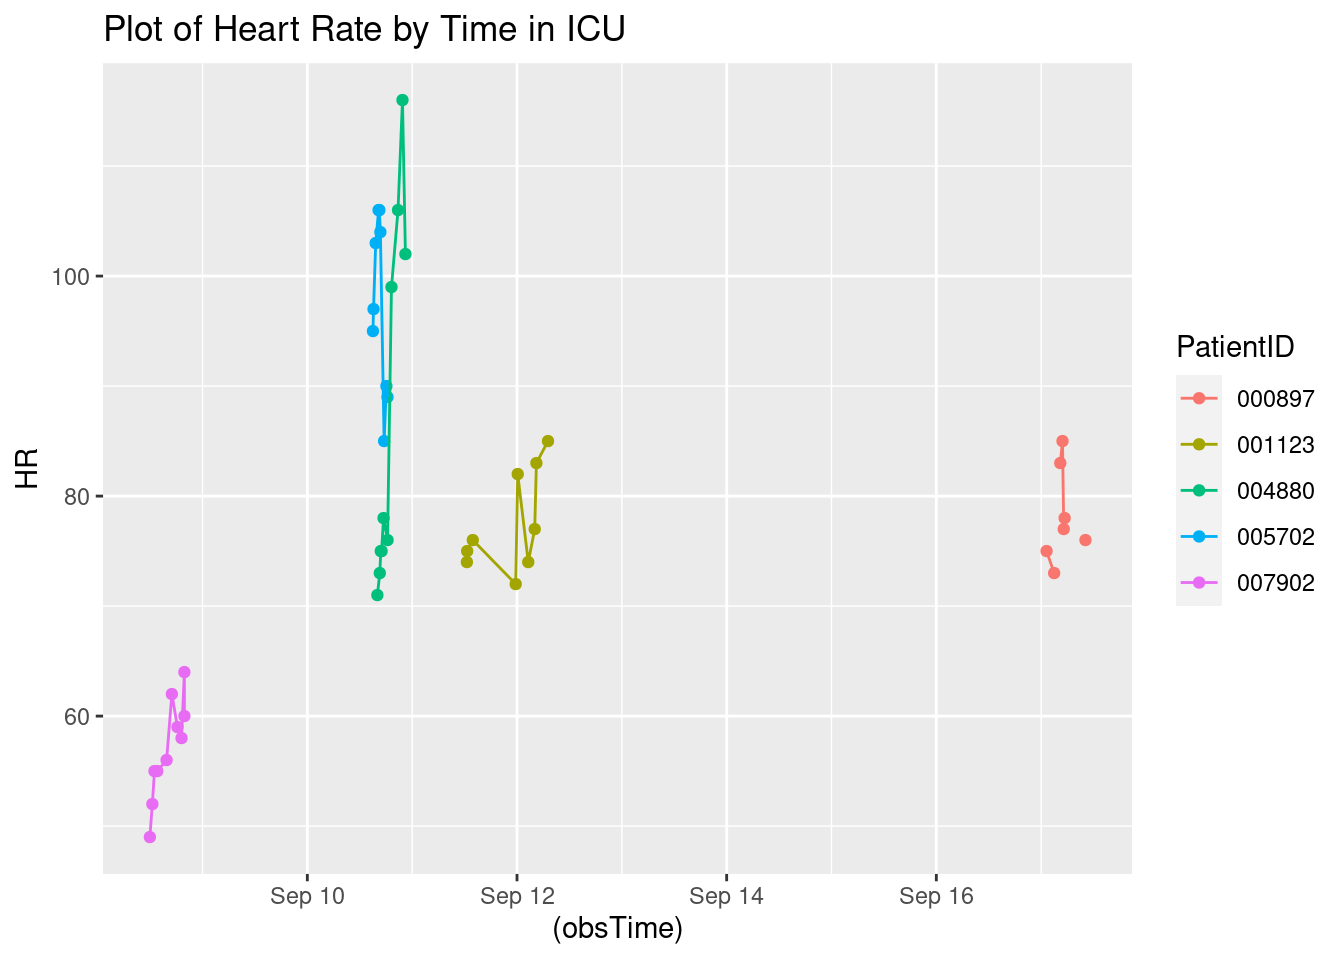 Plot of Heart Rate by Time in ICU
HR
100
80
60
Sep 10
Sep 12
Sep 14
Sep 16
(obsTime)
PatientID
000897
001123
004880
005702
007902